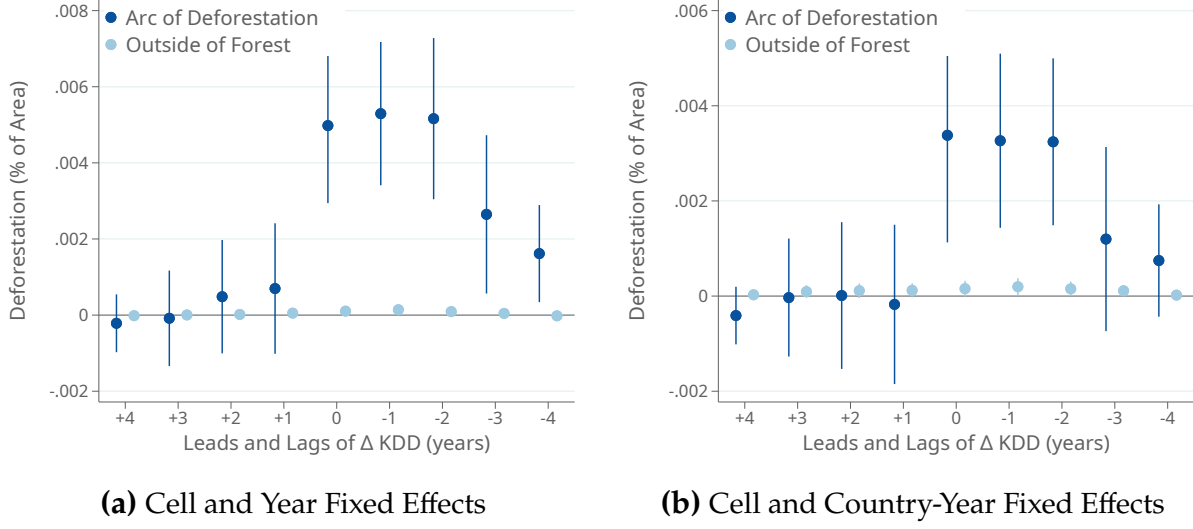 .008
.006
.004
.002
0
-.002
Deforestation (% of Area)
Arc of Deforestation
Outside of Forest
+4 +3 +2 +1 0 -1 -2 -3 -4
Leads and Lags of Δ KDD (years)
(a) Cell and Year Fixed Effects
.006
.004
.002
0
-.002
Deforestation (% of Area)
Arc of Deforestation
Outside of Forest
+4 +3 +2 +1 0 -1 -2 -3 -4
Leads and Lags of Δ KDD (years)
(b) Cell and Country-Year Fixed Effects